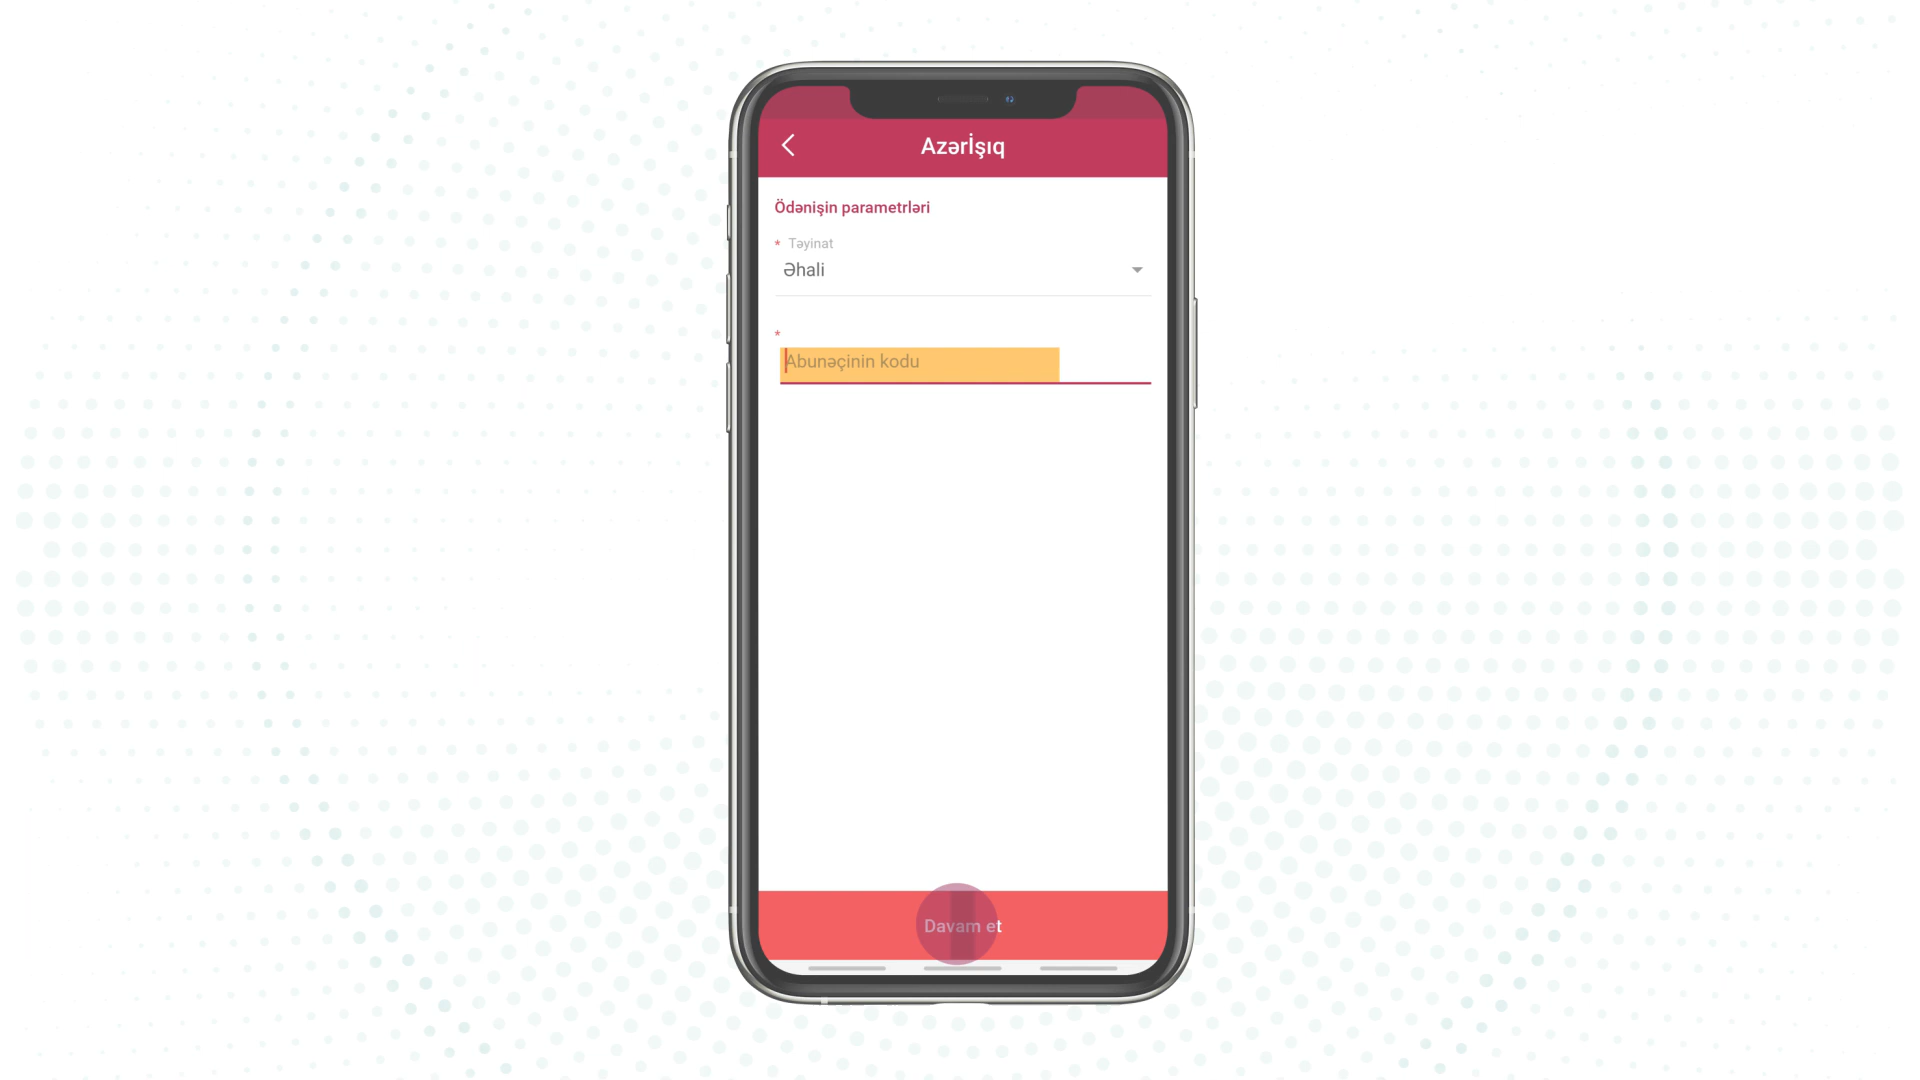 Azərİşıq
Ödənişin parametrləri
* Təyinat
Əhali
*
Abunəçinin kodu
Davam et